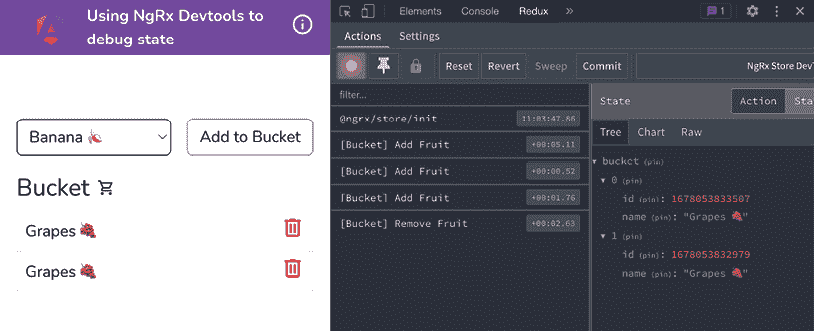 Using NgRx Devtools to
debug state
Banana
Add to Bucket
Bucket
Grapes
Grapes
Elements Console Redux » 1
Actions Settings
Reset Revert Sweep Commit NgRx Store Dev
filter...
@ngrx/store/init 11:03:47.66
[Bucket] Add Fruit +00:05.11
[Bucket] Add Fruit +00:00.52
[Bucket] Add Fruit +00:01.76
[Bucket] Remove Fruit +00:02.63
State Action Sta
Tree Chart Raw
bucket (pin)
0 (pin)
id (pin): 1678053833507
name (pin): "Grapes 🍇"
1 (pin)
id (pin): 1678053832979
name (pin): "Grapes 🍇"